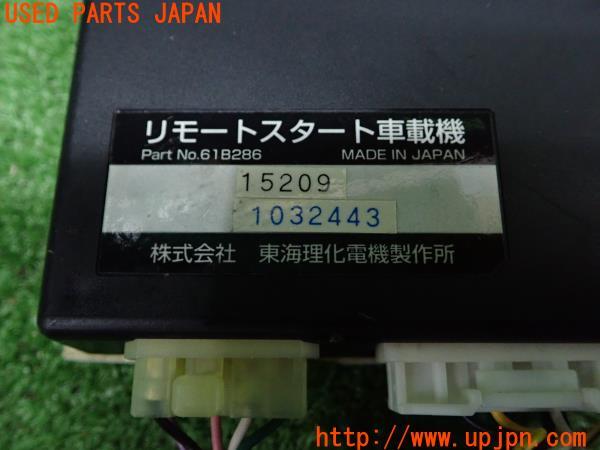 USED PARTS JAPAN
リモートスタート車載機
Part No.61B286 MADE IN JAPAN
15209
1032443
株式会社 東海理化電機製作所
http://www.upjpn.com